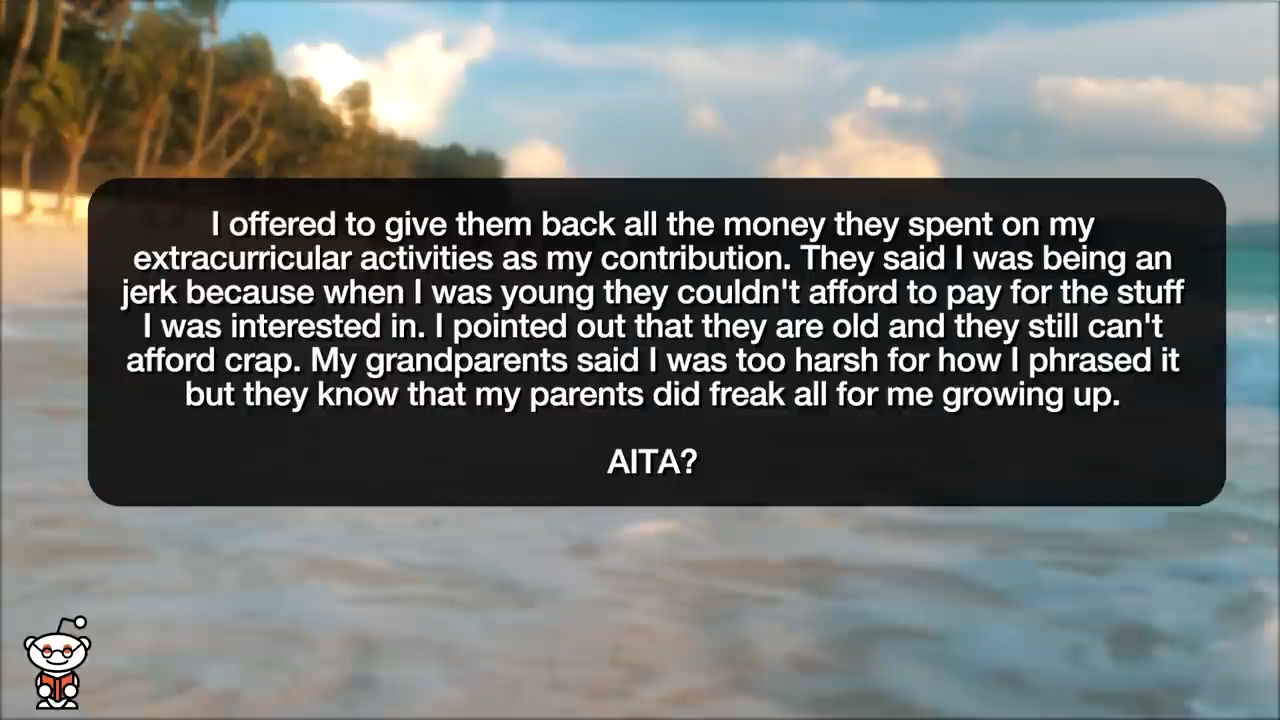 I offered to give them back all the money they spent on my
extracurricular activities as my contribution. They said I was being an
jerk because when I was young they couldn't afford to pay for the stuff
I was interested in. I pointed out that they are old and they still can't
afford crap. My grandparents said I was too harsh for how I phrased it
but they know that my parents did freak all for me growing up.
AITA?